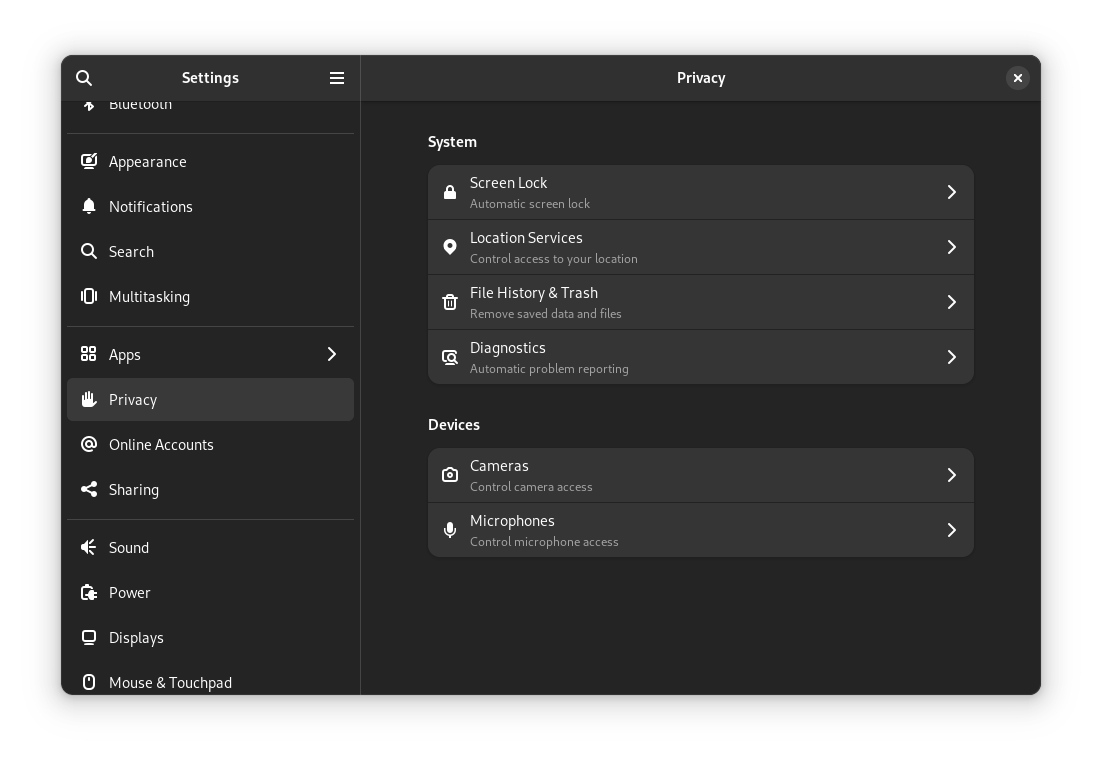 Settings
Privacy
Bluetooth
Appearance
Notifications
Search
Multitasking
Apps
Privacy
Online Accounts
Sharing
Sound
Power
Displays
Mouse & Touchpad
System
Screen Lock
Automatic screen lock
Location Services
Control access to your location
File History & Trash
Remove saved data and files
Diagnostics
Automatic problem reporting
Devices
Cameras
Control camera access
Microphones
Control microphone access